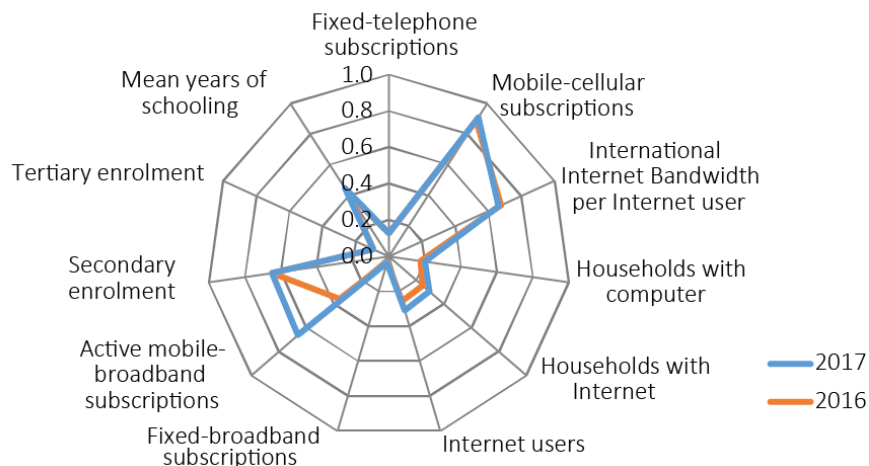 Fixed-telephone
subscriptions
Mobile-cellular
subscriptions
International
Internet Bandwidth
per Internet user
Households with
computer
Households with
Internet
Internet users
Fixed-broadband
subscriptions
Active mobile-
broadband
subscriptions
Secondary
enrolment
Tertiary enrolment
Mean years of
schooling
1.0
0.8
0.6
0.4
0.2
0.0
2017
2016